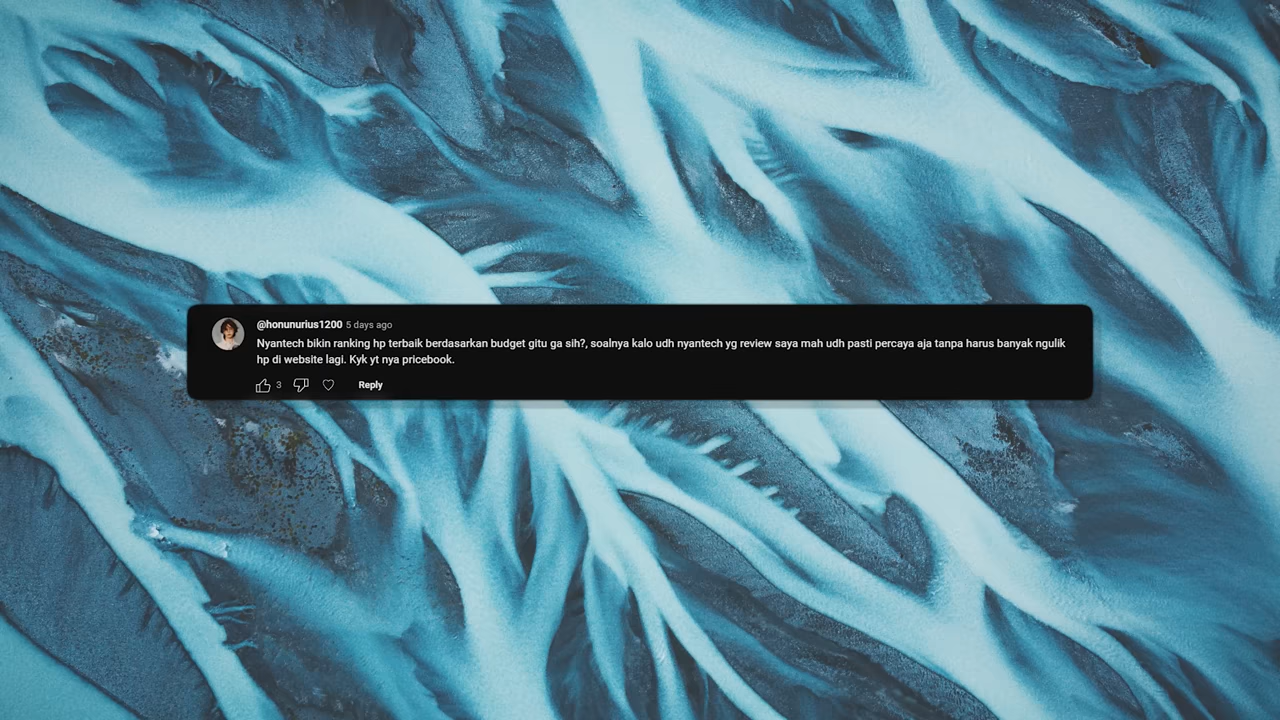 @honunurius1200 5 days ago
Nyantech bikin ranking hp terbaik berdasarkan budget gitu ga sih?, soalnya kalo udh nyantech yg review saya mah udh pasti percaya aja tanpa harus banyak ngulik
hp di website lagi. Kyk yt nya pricebook.
3 Reply